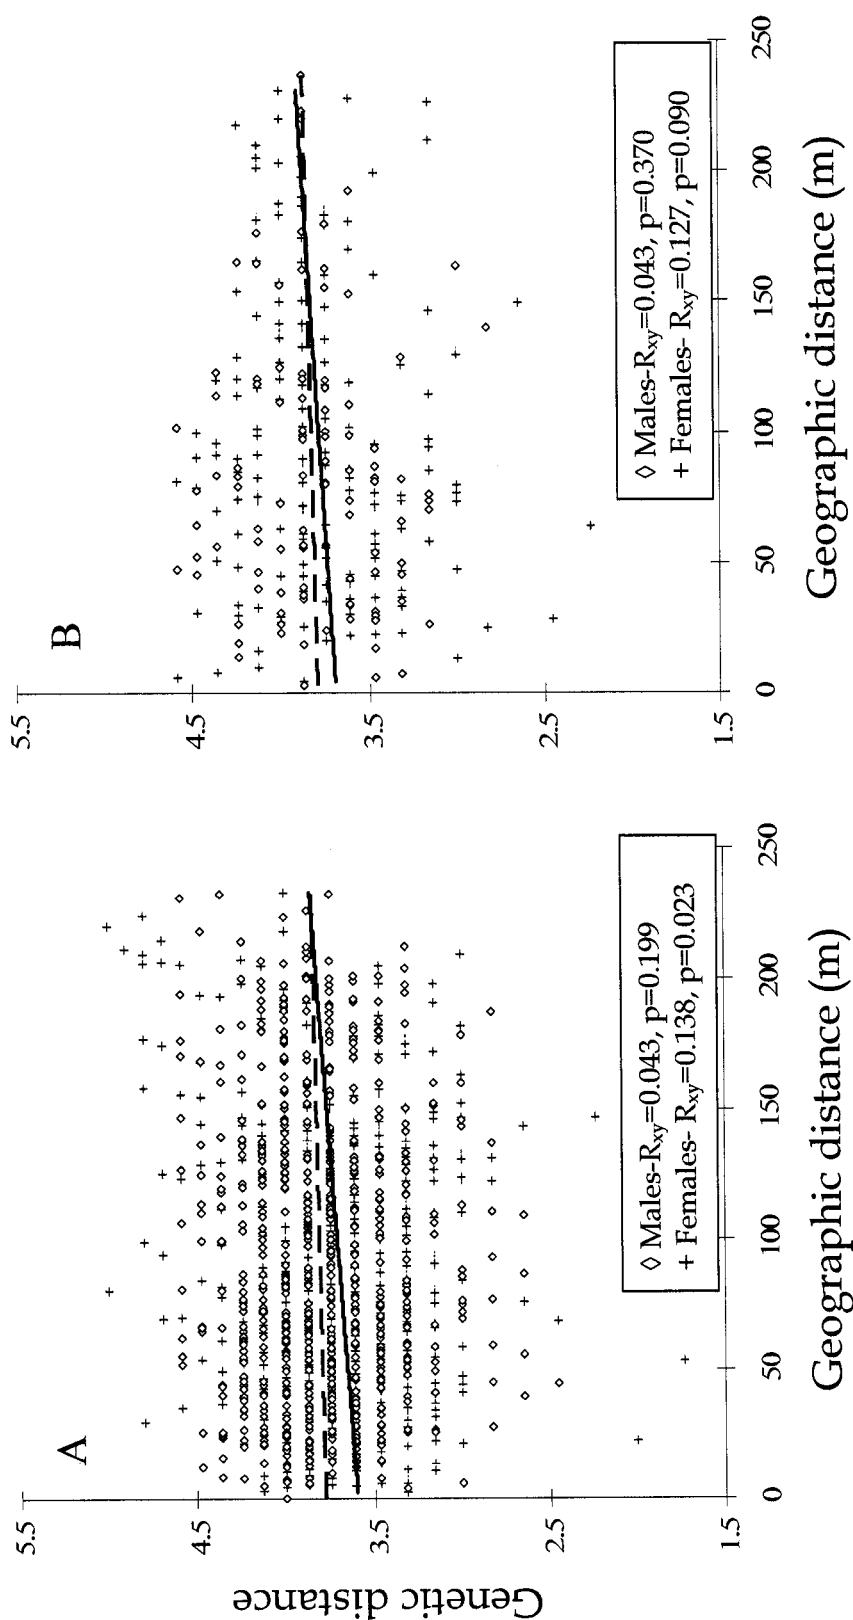 A
5.5
4.5
3.5
2.5
1.5
Genetic distance
0 50 100 150 200 250
Geographic distance (m)
◇ Males-Rxy=0.043, p=0.199
+ Females- Rxy=0.138, p=0.023
B
5.5
4.5
3.5
2.5
1.5
0 50 100 150 200 250
Geographic distance (m)
◇ Males-Rxy=0.043, p=0.370
+ Females- Rxy=0.127, p=0.090